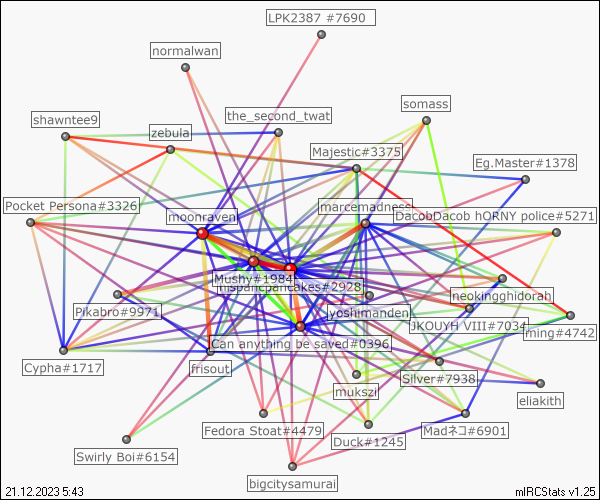 LPK2387 #7690
normalwan
somass
shawntee9
the_second_twat
zebula
Majestic#3375
Eg.Master#1378
Pocket Persona#3326
marcemadness
moonraven
DacobDacob hORNY police#5271
Mushy#1984
pancakes#2928
neokingghidorah
Pikabro#9971
yoshimanden
JKOUYH VIII#7034
ming#4742
Can anything be saved#0396
Cypha#1717
frisout
Silver#7938
mukszi
eliakith
Fedora Stoat#4479
Madネコ#6901
Duck#1245
Swirly Boi#6154
bigcitysamurai
21.12.2023 5:43
mIRCStats v1.25